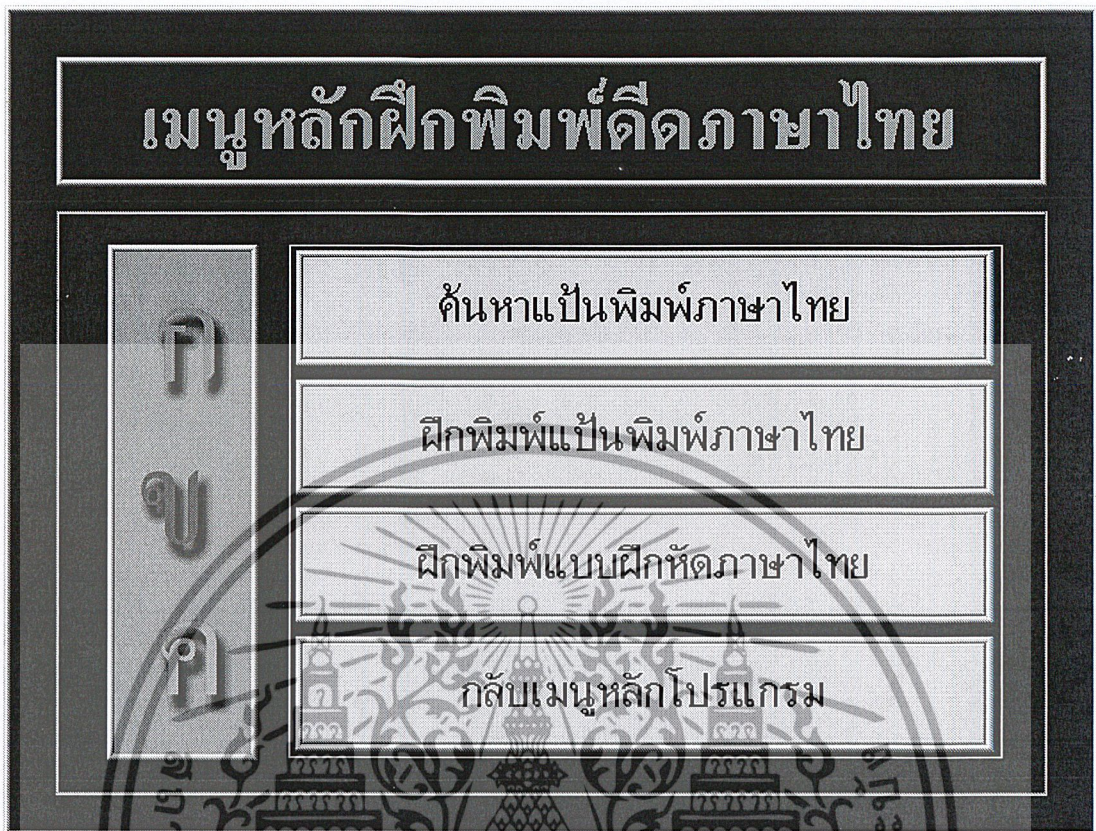 เมนูหลักฝึกพิมพ์ดีดภาษาไทย
ก
ข
ค
ค้นหาแป้นพิมพ์ภาษาไทย
ฝึกพิมพ์แป้นพิมพ์ภาษาไทย
ฝึกพิมพ์แบบฝึกหัดภาษาไทย
กลับเมนูหลักโปรแกรม